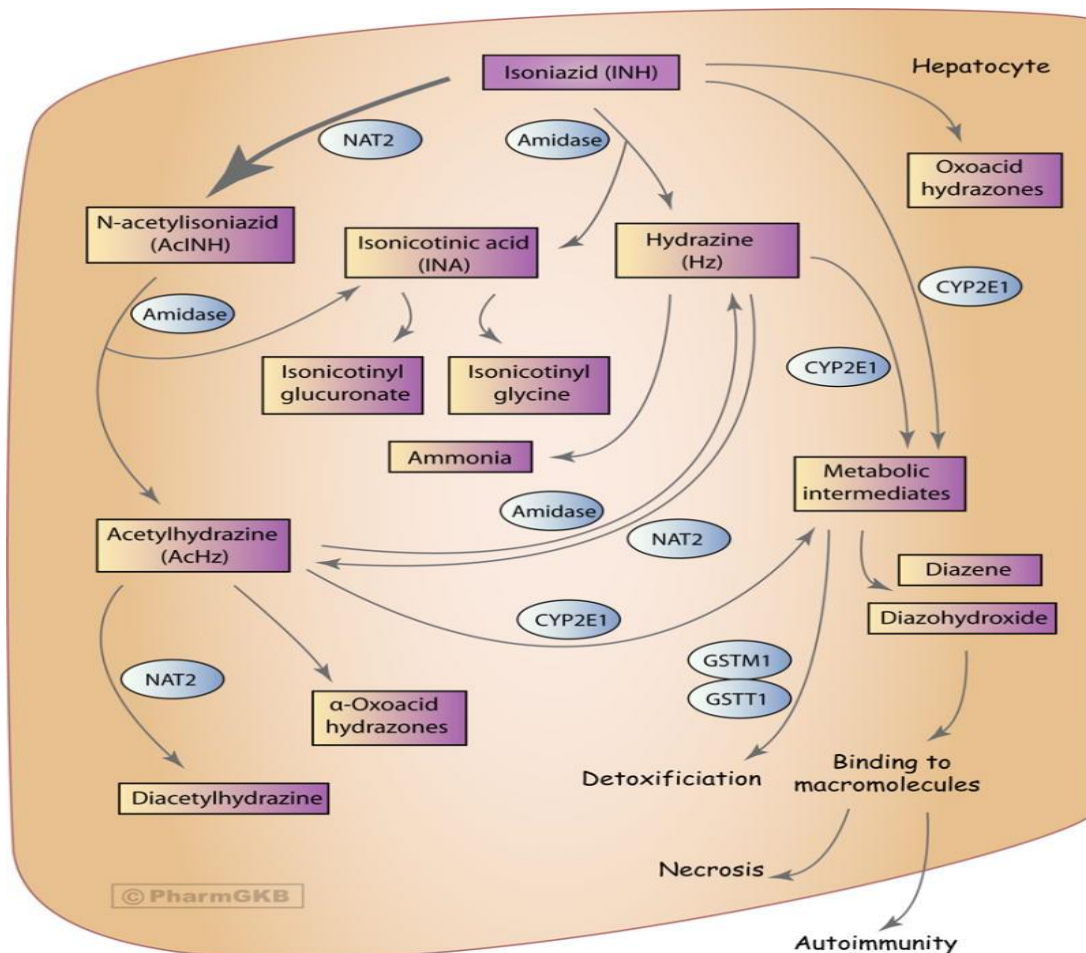 Isoniazid (INH)
Hepatocyte
NAT2
Amidase
Oxoacid
hydrazones
N-acetylisoniazid
(AcINH)
Isonicotinic acid
(INA)
Hydrazine
(Hz)
CYP2E1
Amidase
CYP2E1
Isonicotinyl
glucuronate
Isonicotinyl
glycine
Ammonia
Metabolic
intermediates
Amidase
NAT2
Acetylhydrazine
(AcHz)
Diazene
Diazohydroxide
CYP2E1
GSTM1
GSTT1
NAT2
α-Oxoacid
hydrazones
Detoxificiation
Binding to
macromolecules
Diacetylhydrazine
Necrosis
© PharmGKB
Autoimmunity